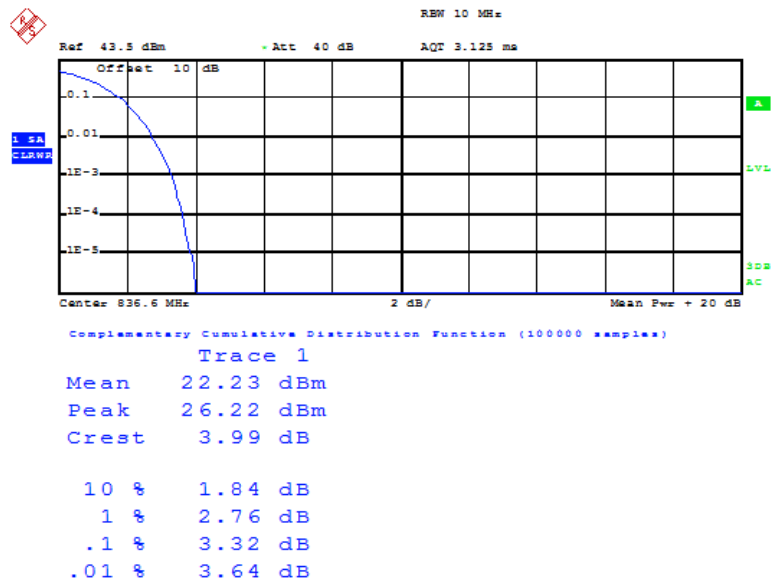 R&S
RBW 10 MHz
Ref 43.5 dBm * Att 40 dB AQT 3.125 ms
Offset 10 dB
0.1
A
1 SA
CLRWR
0.01
LVL
1E-3
1E-4
1E-5
3DB
AC
Center 836.6 MHz 2 dB/ Mean Pwr + 20 dB
Complementary Cumulative Distribution Function (100000 samples)
Trace 1
Mean 22.23 dBm
Peak 26.22 dBm
Crest 3.99 dB
10 % 1.84 dB
1 % 2.76 dB
.1 % 3.32 dB
.01 % 3.64 dB